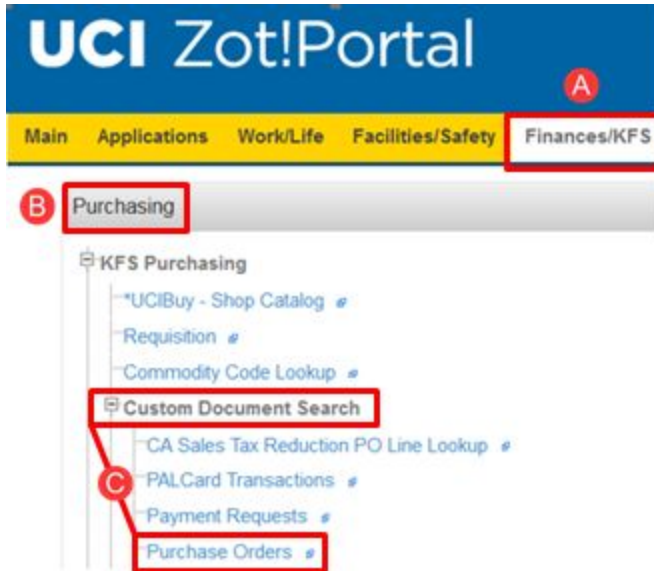 UCI Zot!Portal
A
Main Applications Work/Life Facilities/Safety Finances/KFS
B Purchasing
KFS Purchasing
*UCIBuy - Shop Catalog
Requisition
Commodity Code Lookup
Custom Document Search
CA Sales Tax Reduction PO Line Lookup
C PALCard Transactions
Payment Requests
Purchase Orders